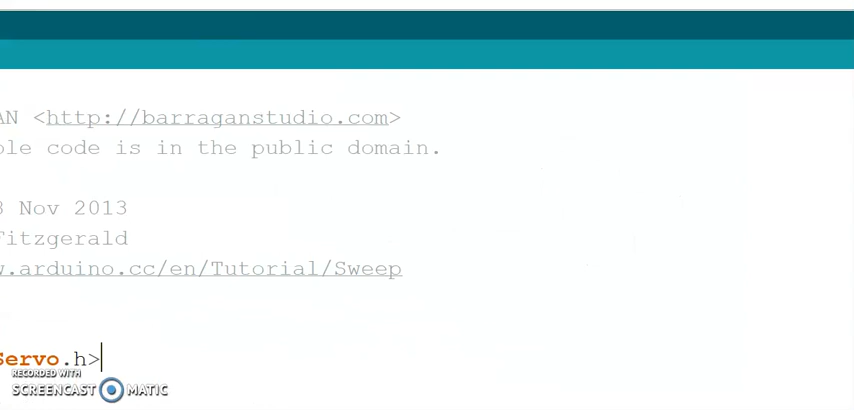 AN <http://barraganstudio.com>
ple code is in the public domain.
8 Nov 2013
Fitzgerald
w.arduino.cc/en/Tutorial/Sweep
Servo.h>
RECORDED WITH
SCREENCAST MATIC